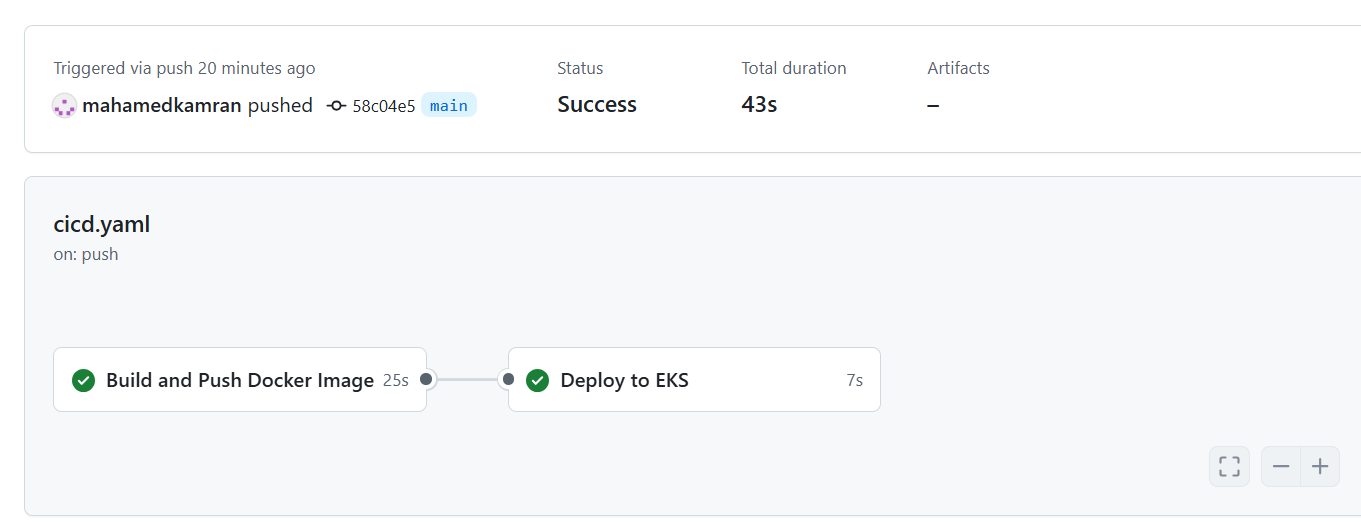 Triggered via push 20 minutes ago
mahamedkamran pushed 58c04e5 main
Status
Success
Total duration
43s
Artifacts
–
cicd.yaml
on: push
Build and Push Docker Image 25s
Deploy to EKS 7s